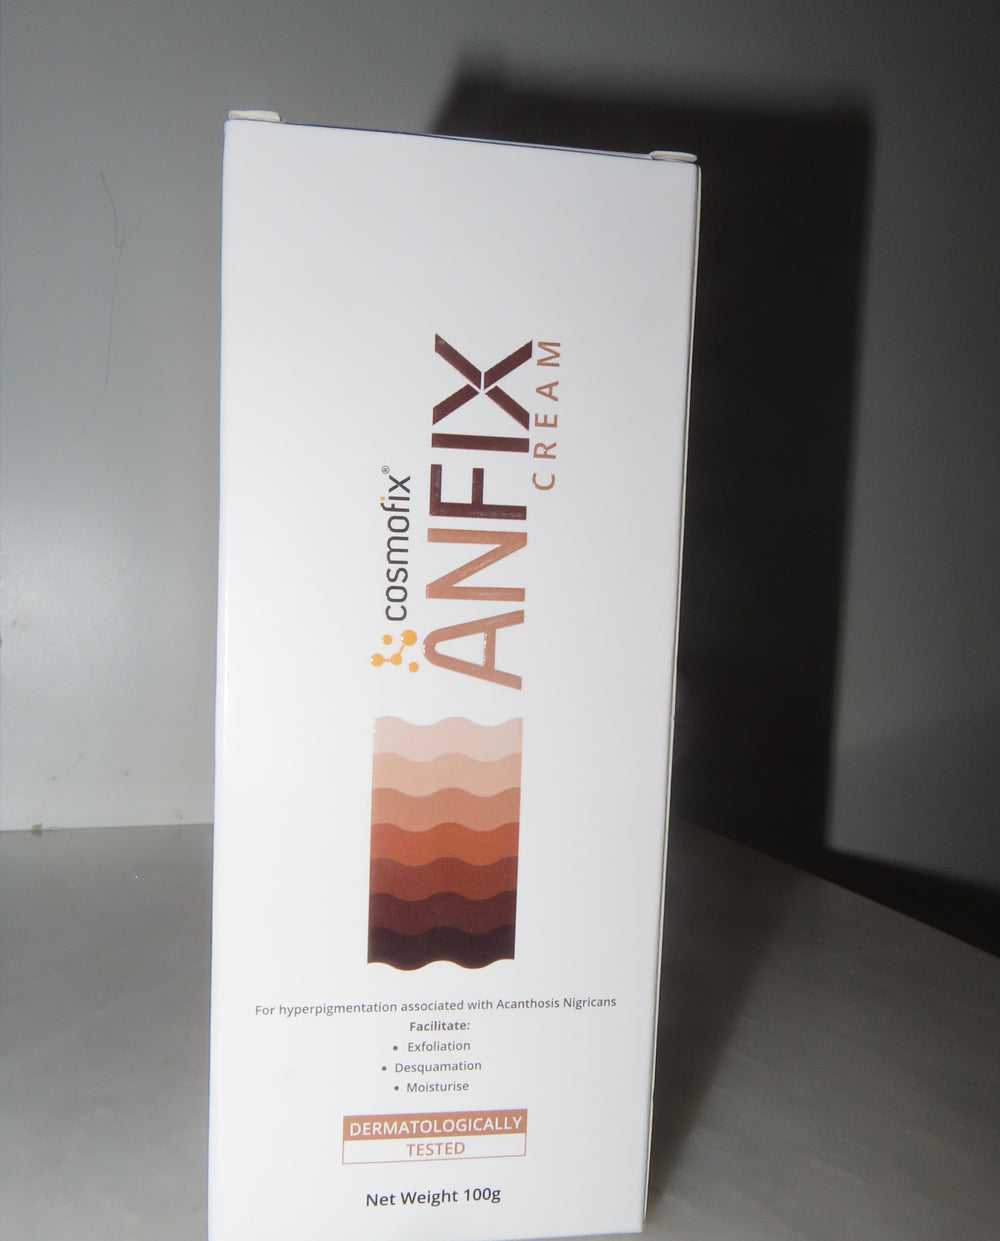 cosmofix®
ANFIX
CREAM
For hyperpigmentation associated with Acanthosis Nigricans
Facilitate:
• Exfoliation
• Desquamation
• Moisturise
DERMATOLOGICALLY
TESTED
Net Weight 100g